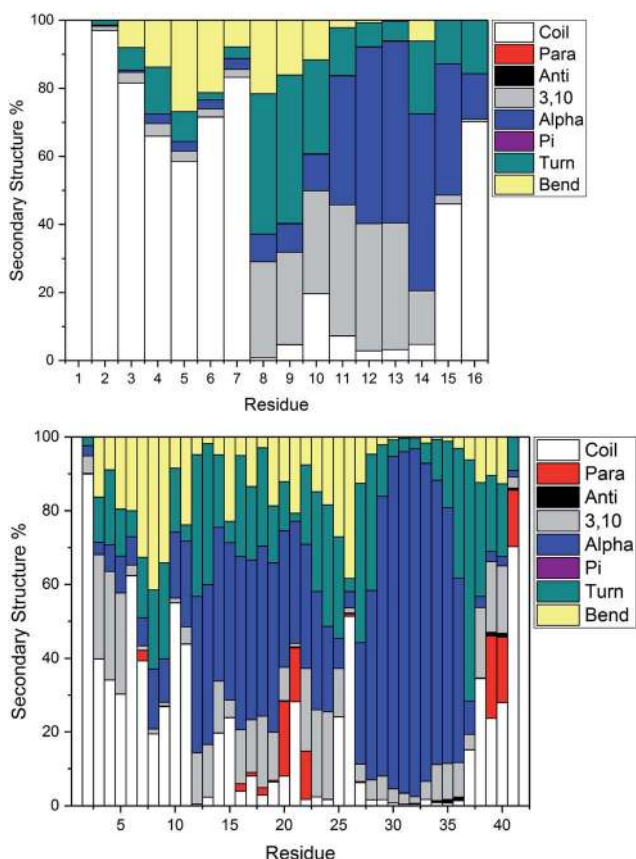 100
80
60
40
20
0
Secondary Structure %
1 2 3 4 5 6 7 8 9 10 11 12 13 14 15 16
Residue
Coil
Para
Anti
3,10
Alpha
Pi
Turn
Bend
100
80
60
40
20
0
Secondary Structure %
5 10 15 20 25 30 35 40
Residue
Coil
Para
Anti
3,10
Alpha
Pi
Turn
Bend